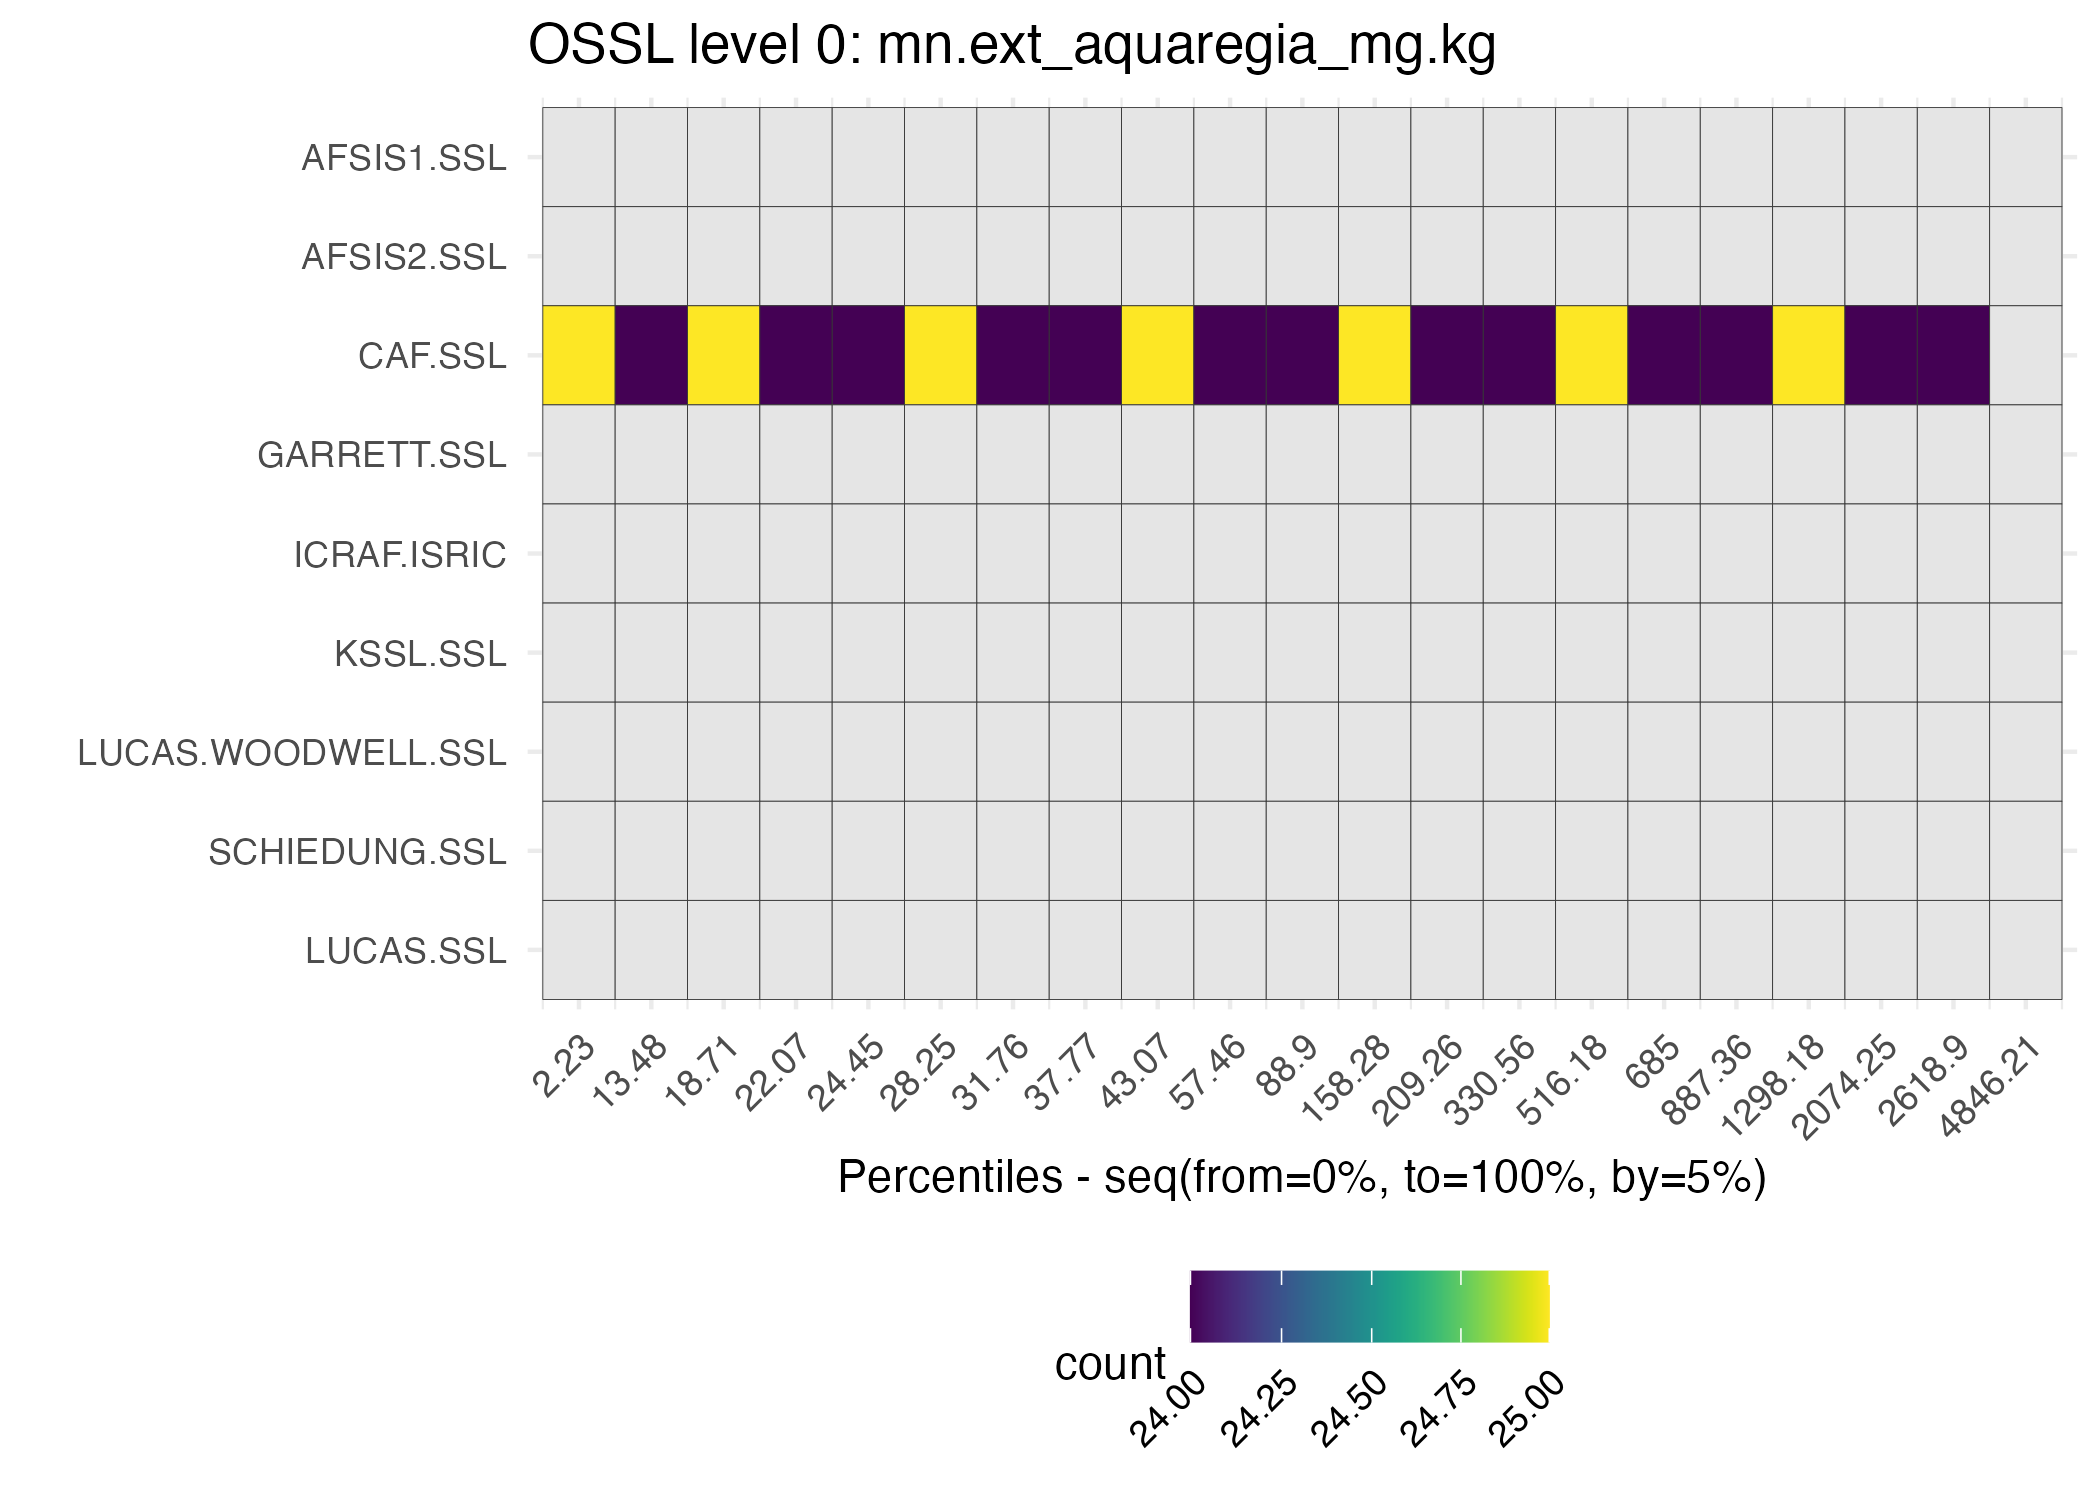 OSSL level 0: mn.ext_aquaregia_mg.kg
AFSIS1.SSL
AFSIS2.SSL
CAF.SSL
GARRETT.SSL
ICRAF.ISRIC
KSSL.SSL
LUCAS.WOODWELL.SSL
SCHIEDUNG.SSL
LUCAS.SSL
2.23 13.48 18.71 22.07 24.45 28.25 31.76 37.77 43.07 57.46 88.9 158.28 209.26 330.56 516.18 685 887.36 1298.18 2074.25 2618.9 4846.21
Percentiles - seq(from=0%, to=100%, by=5%)
count
24.00 24.25 24.50 24.75 25.00